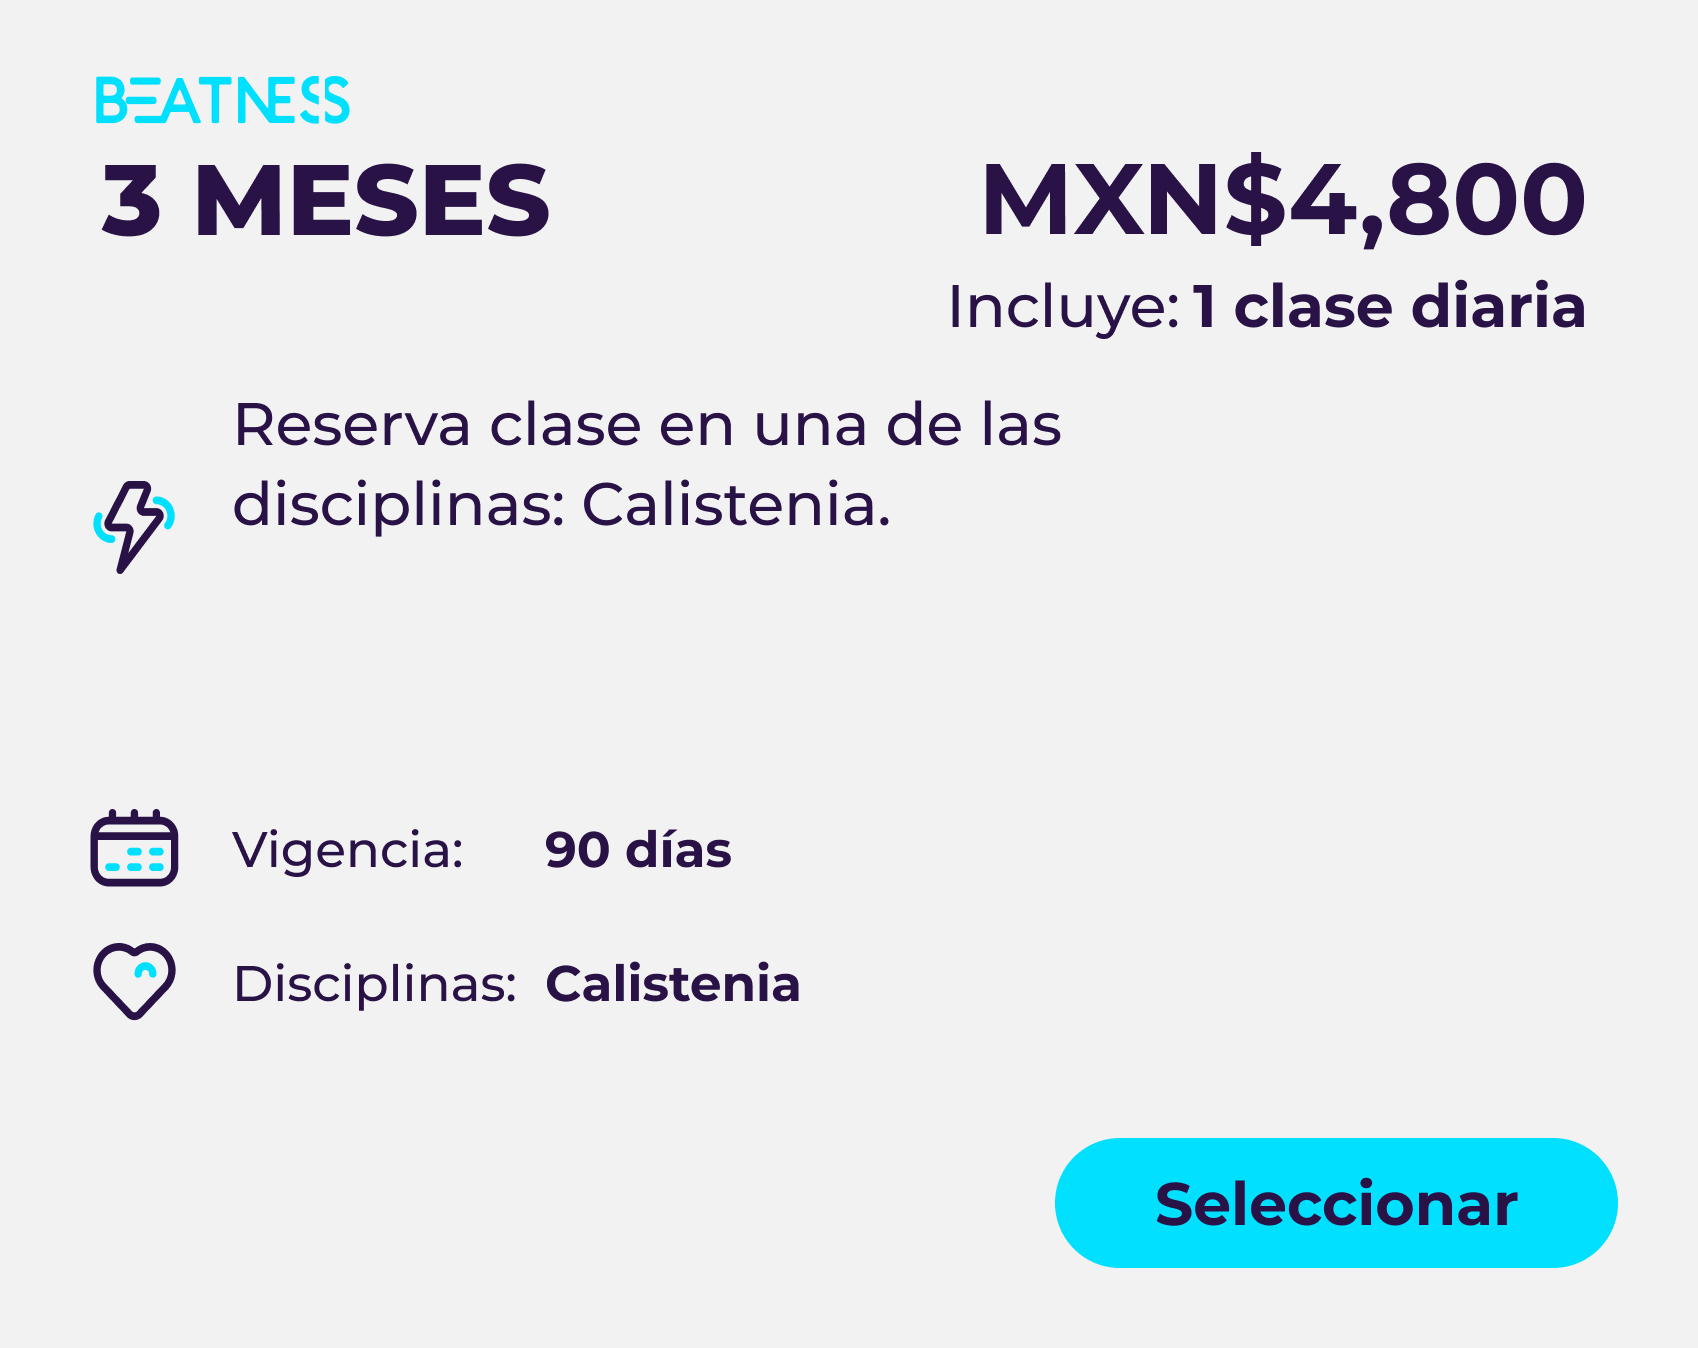 BEATNESS
3 MESES
MXN$4,800
Incluye: 1 clase diaria
Reserva clase en una de las
disciplinas: Calistenia.
Vigencia: 90 días
Disciplinas: Calistenia
Seleccionar